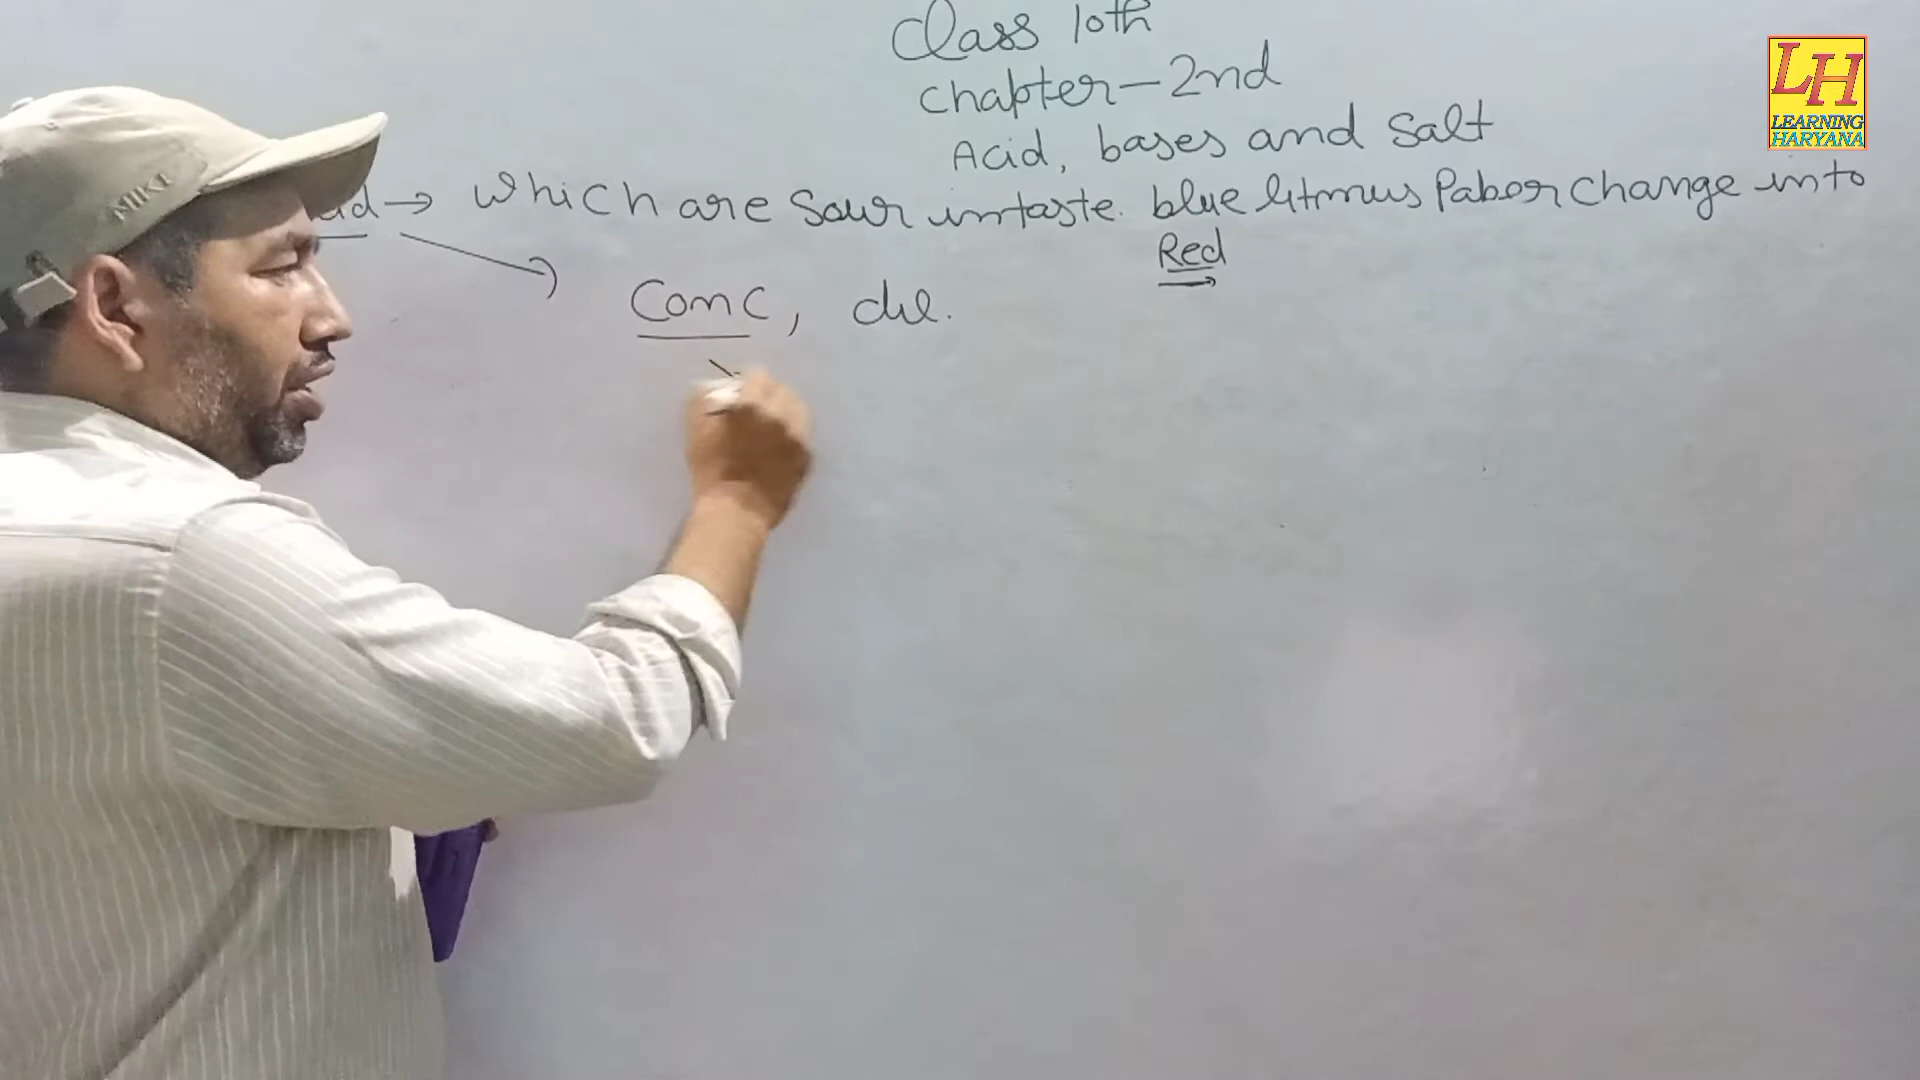 Class 10th
Chapter-2nd
Acid, bases and Salt
→ Which are Sour in taste. blue litmus Paper Change into
Red
Conc, dil.
LH
LEARNING
HARYANA